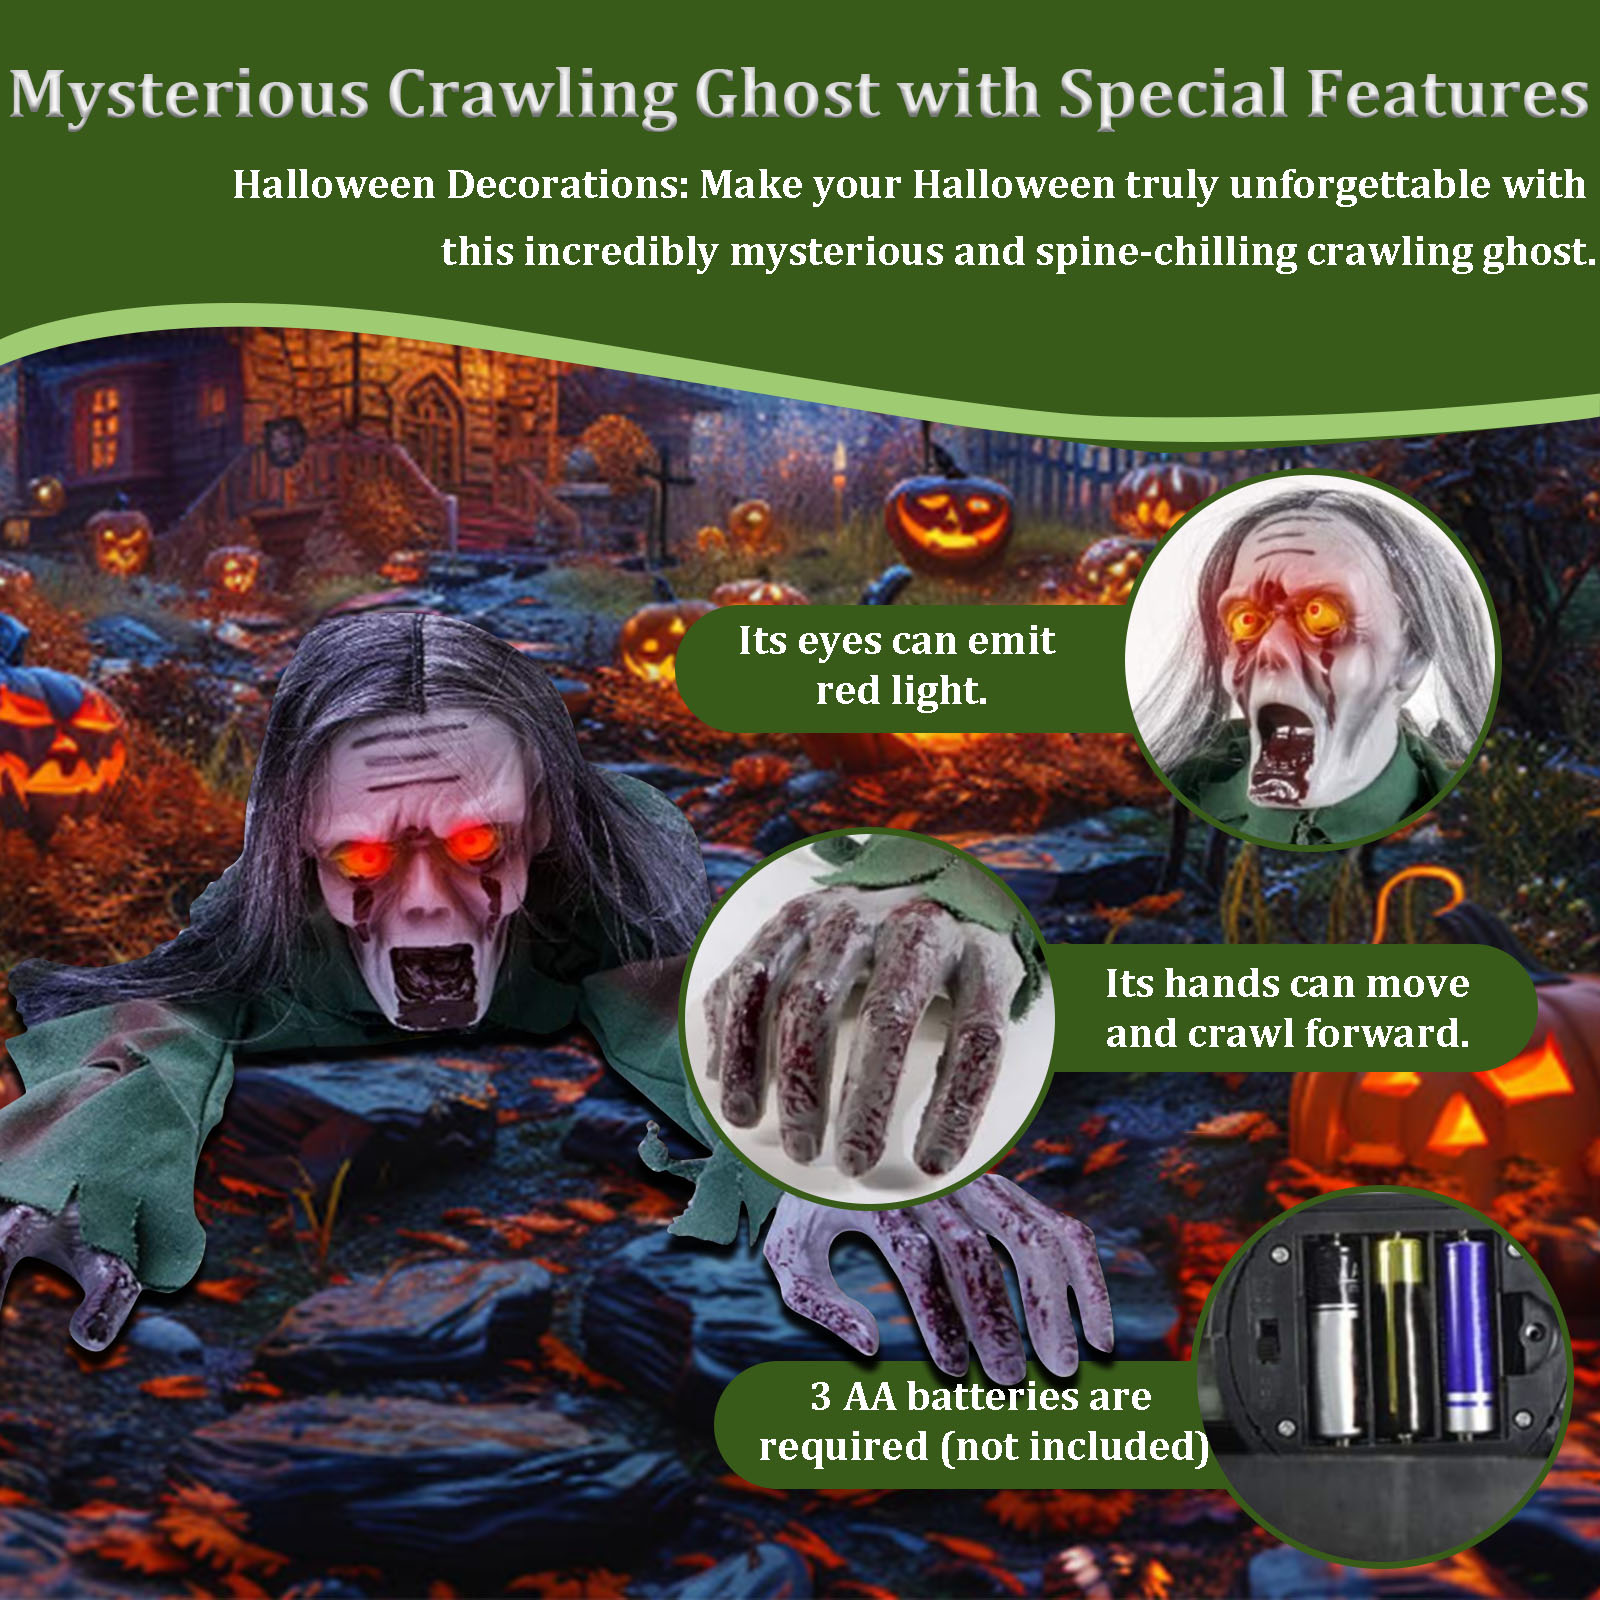 Mysterious Crawling Ghost with Special Features
Halloween Decorations: Make your Halloween truly unforgettable with
this incredibly mysterious and spine-chilling crawling ghost.
Its eyes can emit
red light.
Its hands can move
and crawl forward.
3 AA batteries are
required (not included)